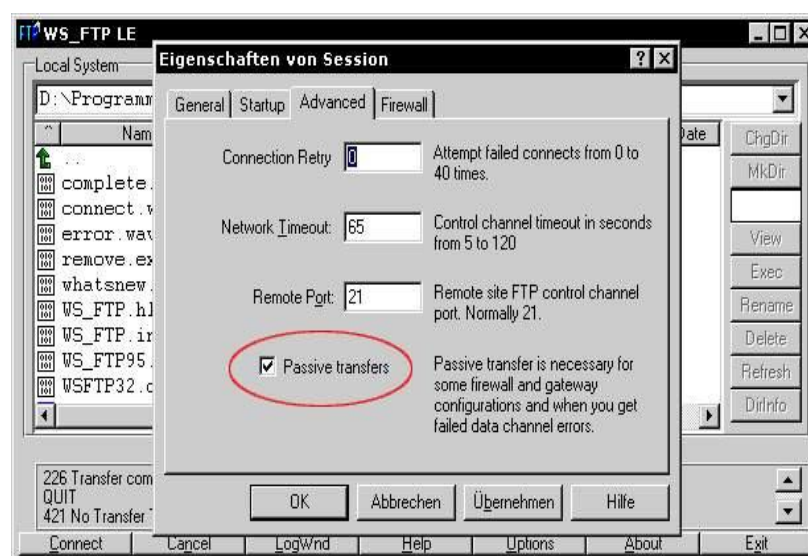 WS_FTP LE
Eigenschaften von Session
Local System
D:\Programm
General Startup Advanced Firewall
Nam
Date
ChgDir
MkDir
View
Exec
Rename
Delete
Refresh
DirInfo
..
complete.
connect.w
error.wav
remove.ex
whatsnew.
WS_FTP.hl
WS_FTP.in
WS_FTP95.
WSFTP32.d
Connection Retry 0
Attempt failed connects from 0 to
40 times.
Network Timeout: 65
Control channel timeout in seconds
from 5 to 120
Remote Port: 21
Remote site FTP control channel
port. Normally 21.
Passive transfers
Passive transfer is necessary for
some firewall and gateway
configurations and when you get
failed data channel errors.
OK Abbrechen Übernehmen Hilfe
226 Transfer com
QUIT
421 No Transfer T
Connect Cancel LogWnd Help Options About Exit